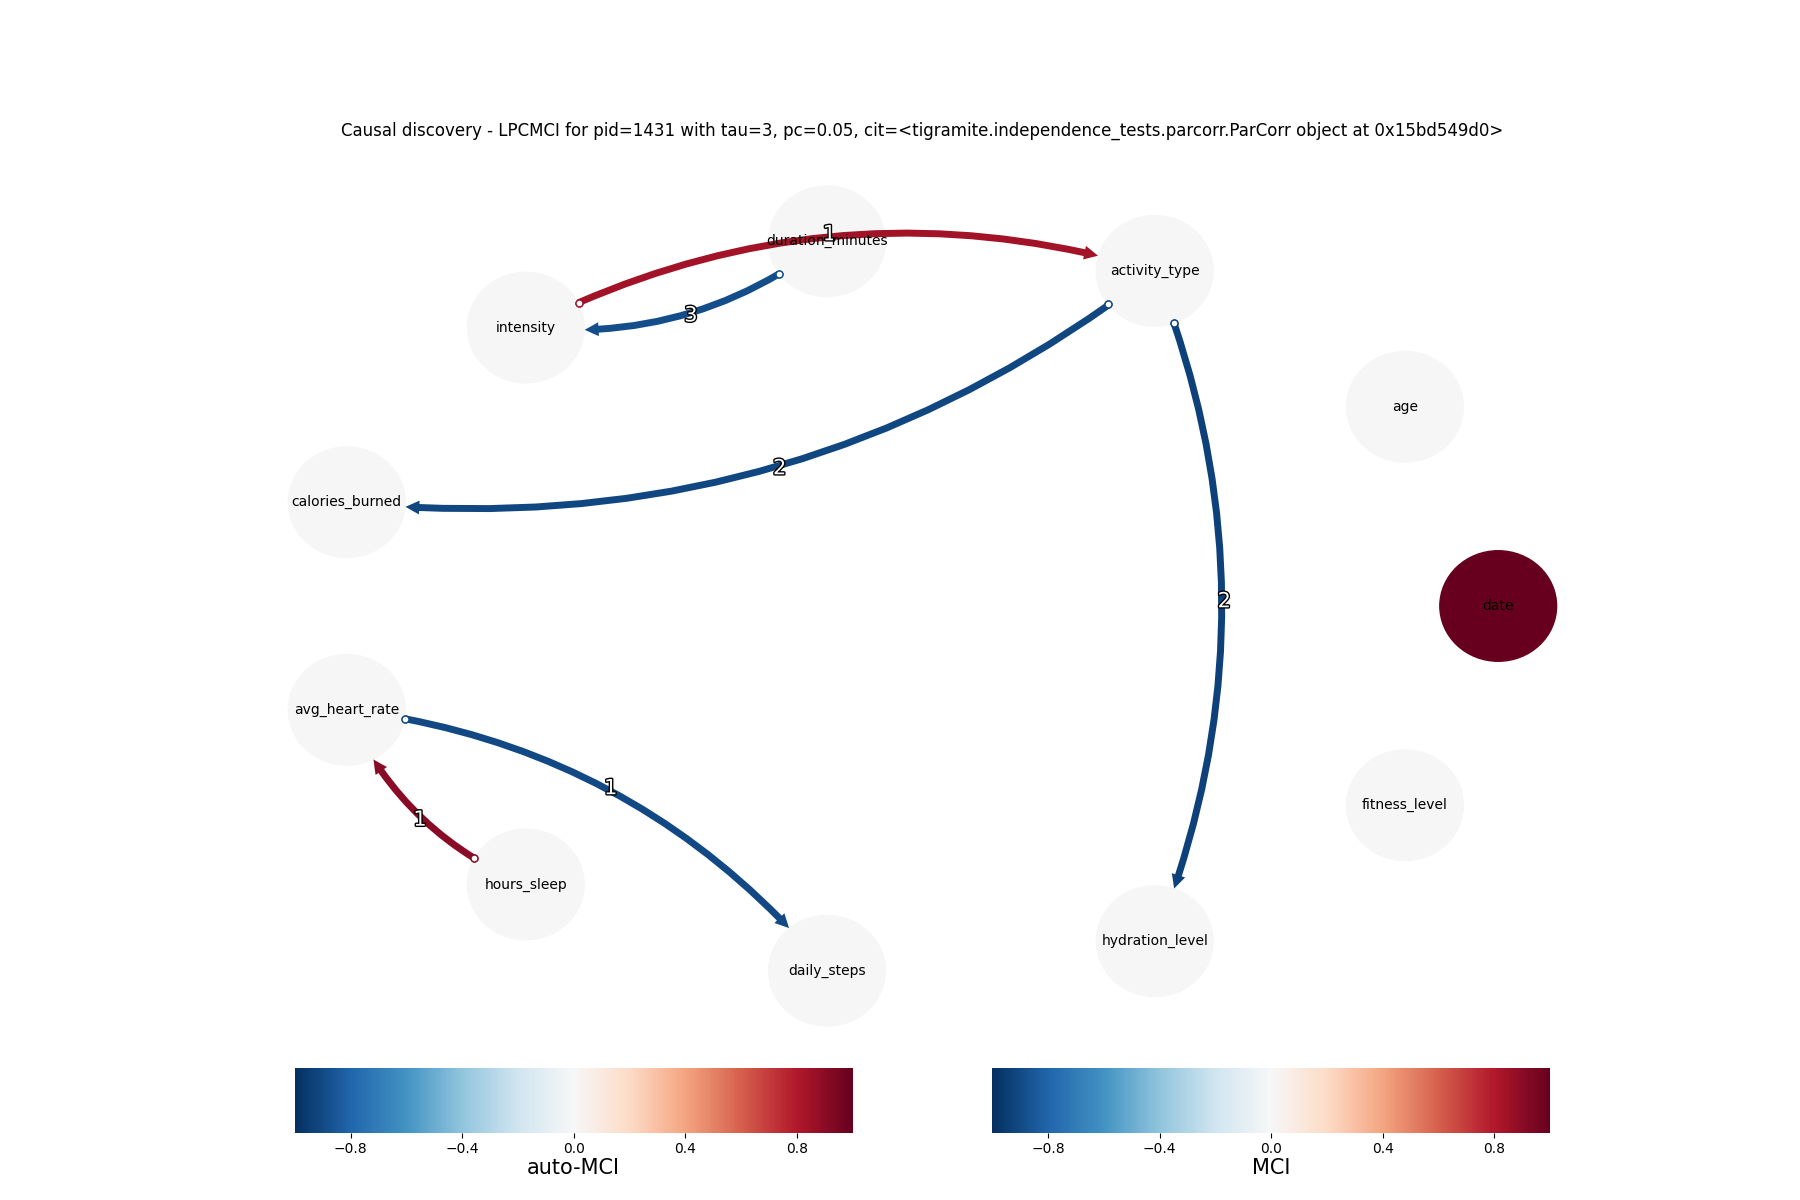 Causal discovery - LPCMCI for pid=1431 with tau=3, pc=0.05, cit=<tigramite.independence_tests.parcorr.ParCorr object at 0x15bd549d0>
1
duration_minutes
activity_type
3
intensity
age
2
calories_burned
2
date
avg_heart_rate
1
1
fitness_level
hours_sleep
hydration_level
daily_steps
−0.8 −0.4 0.0 0.4 0.8
auto-MCI
−0.8 −0.4 0.0 0.4 0.8
MCI